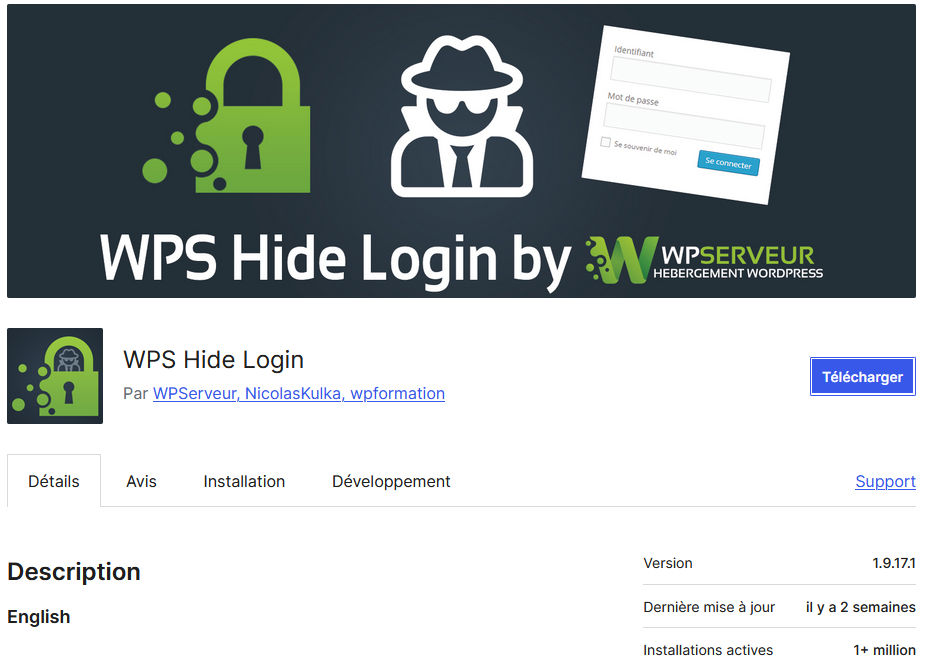 Identifiant
Mot de passe
Se souvenir de moi
Se connecter
WPS Hide Login by WPSERVEUR
HEBERGEMENT WORDPRESS
WPS Hide Login
Par WPServeur, NicolasKulka, wpformation
Télécharger
Détails Avis Installation Développement Support
Description
English
Version 1.9.17.1
Dernière mise à jour il y a 2 semaines
Installations actives 1+ million